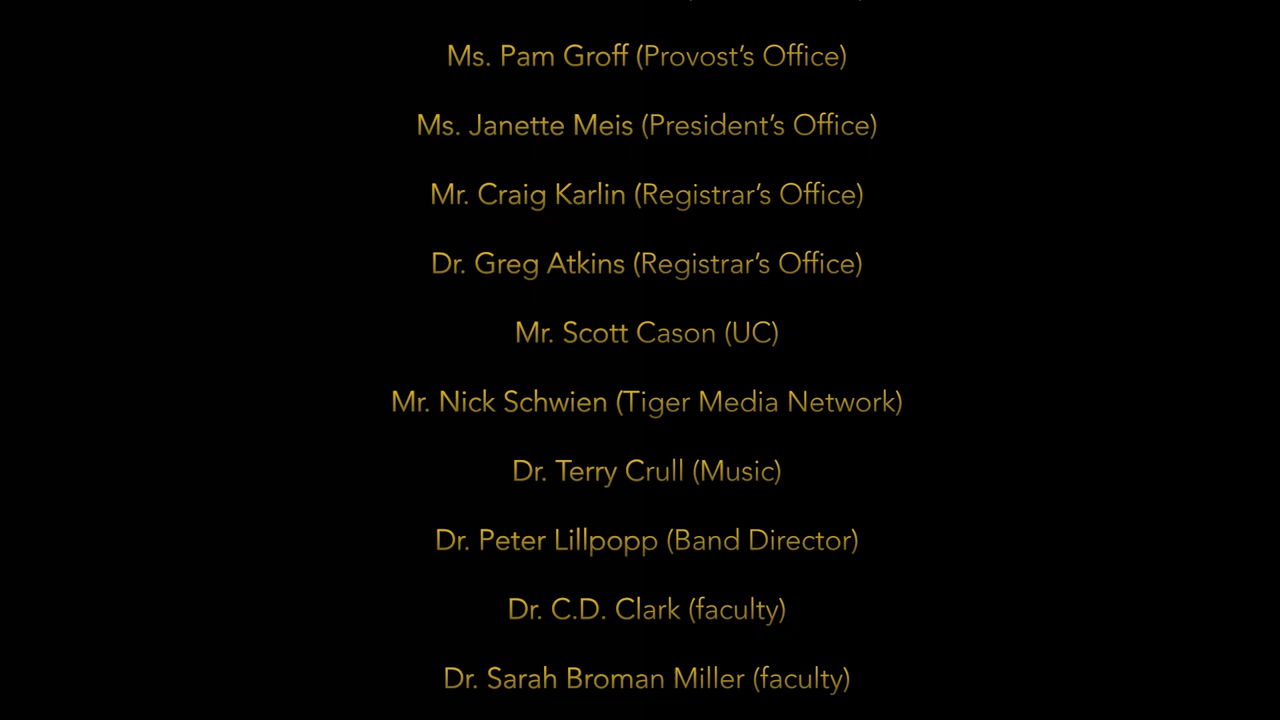 Ms. Pam Groff (Provost’s Office)
Ms. Janette Meis (President’s Office)
Mr. Craig Karlin (Registrar’s Office)
Dr. Greg Atkins (Registrar’s Office)
Mr. Scott Cason (UC)
Mr. Nick Schwien (Tiger Media Network)
Dr. Terry Crull (Music)
Dr. Peter Lillpopp (Band Director)
Dr. C.D. Clark (faculty)
Dr. Sarah Broman Miller (faculty)